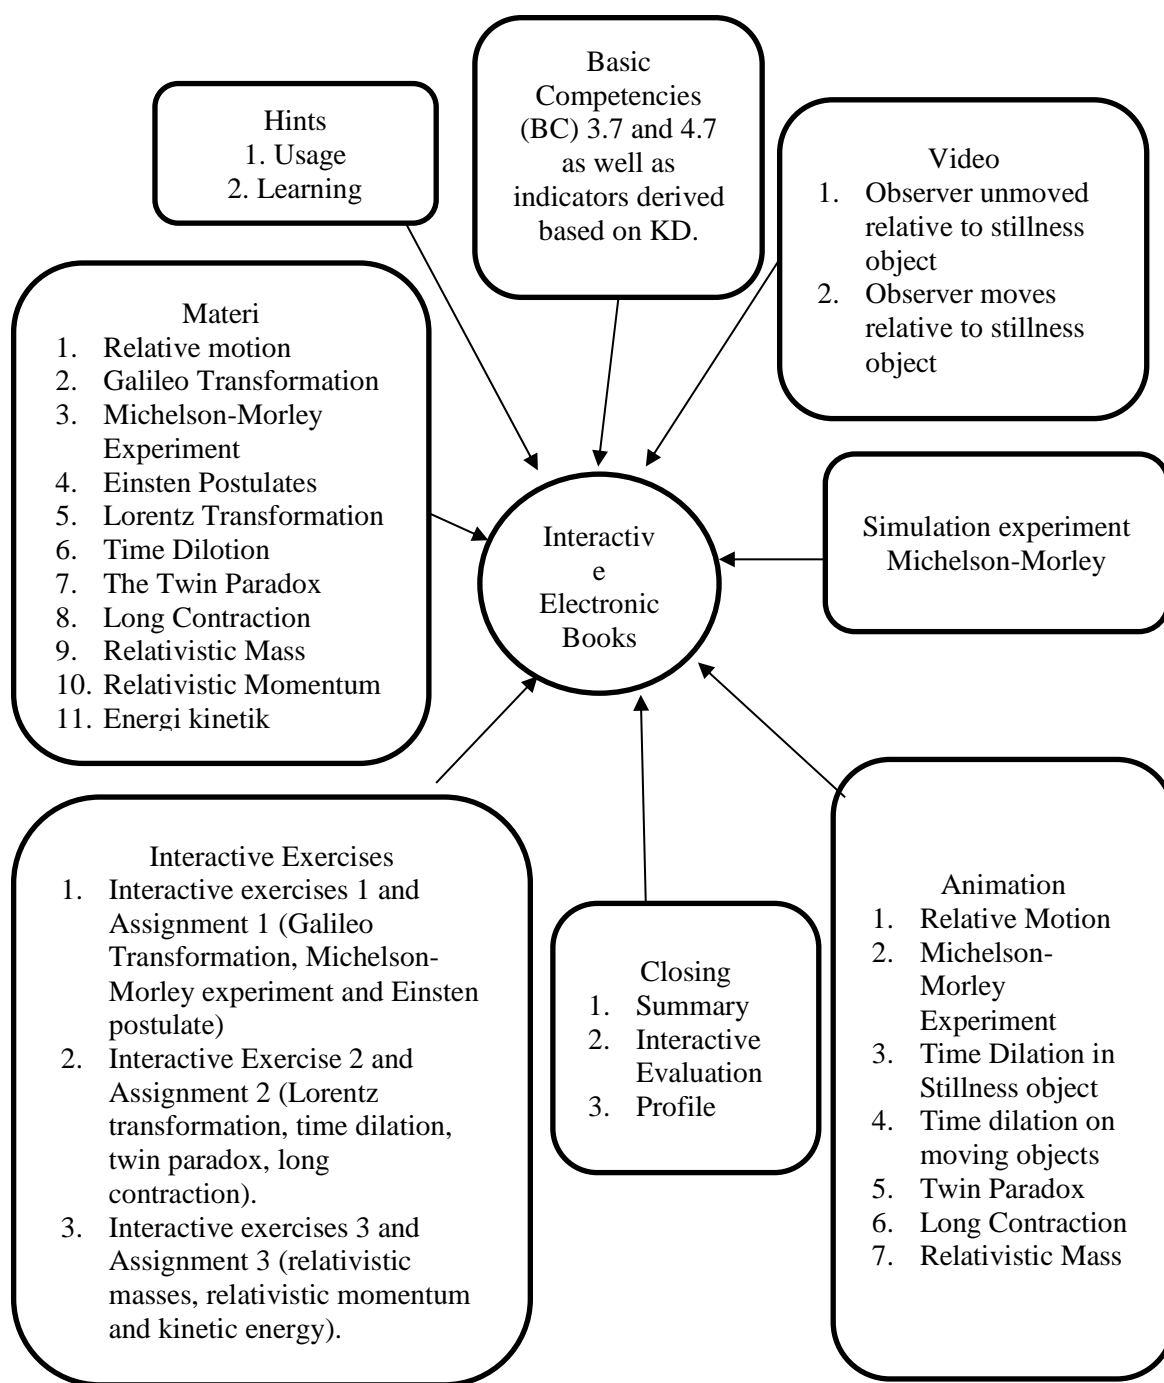 Basic
Competencies
(BC) 3.7 and 4.7
as well as
indicators derived
based on KD.
Hints
1. Usage
2. Learning
Video
1. Observer unmoved
relative to stillness
object
2. Observer moves
relative to stillness
object
Materi
1. Relative motion
2. Galileo Transformation
3. Michelson-Morley
Experiment
4. Einsten Postulates
5. Lorentz Transformation
6. Time Dilotion
7. The Twin Paradox
8. Long Contraction
9. Relativistic Mass
10. Relativistic Momentum
11. Energi kinetik
Interactiv
e
Electronic
Books
Simulation experiment
Michelson-Morley
Interactive Exercises
1. Interactive exercises 1 and
Assignment 1 (Galileo
Transformation, Michelson-
Morley experiment and Einsten
postulate)
2. Interactive Exercise 2 and
Assignment 2 (Lorentz
transformation, time dilation,
twin paradox, long
contraction).
3. Interactive exercises 3 and
Assignment 3 (relativistic
masses, relativistic momentum
and kinetic energy).
Closing
1. Summary
2. Interactive
Evaluation
3. Profile
Animation
1. Relative Motion
2. Michelson-
Morley
Experiment
3. Time Dilation in
Stillness object
4. Time dilation on
moving objects
5. Twin Paradox
6. Long Contraction
7. Relativistic Mass